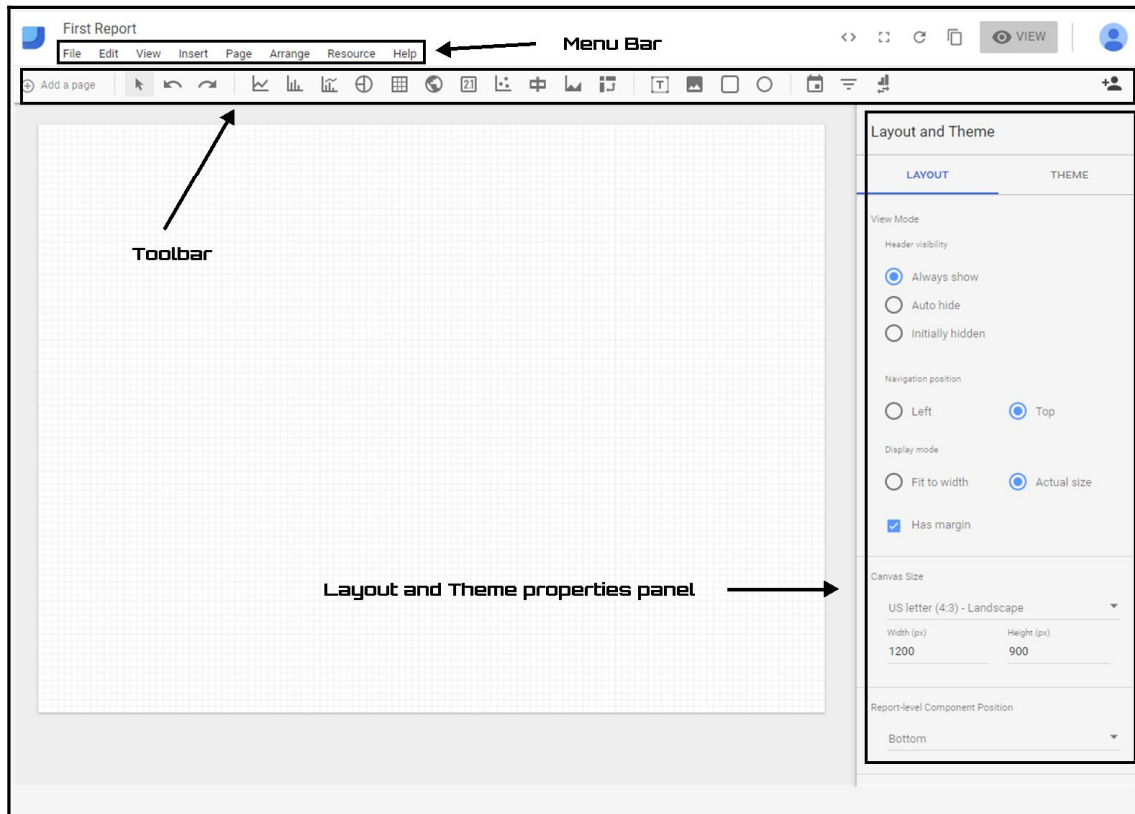 First Report
File Edit View Insert Page Arrange Resource Help
Menu Bar
VIEW
Add a page
21
T
Toolbar
Layout and Theme
LAYOUT THEME
View Mode
Header visibility
Always show
Auto hide
Initially hidden
Navigation position
Left Top
Display mode
Fit to width Actual size
Has margin
Layout and Theme properties panel
Canvas Size
US letter (4:3) - Landscape
Width (px) Height (px)
1200 900
Report-level Component Position
Bottom